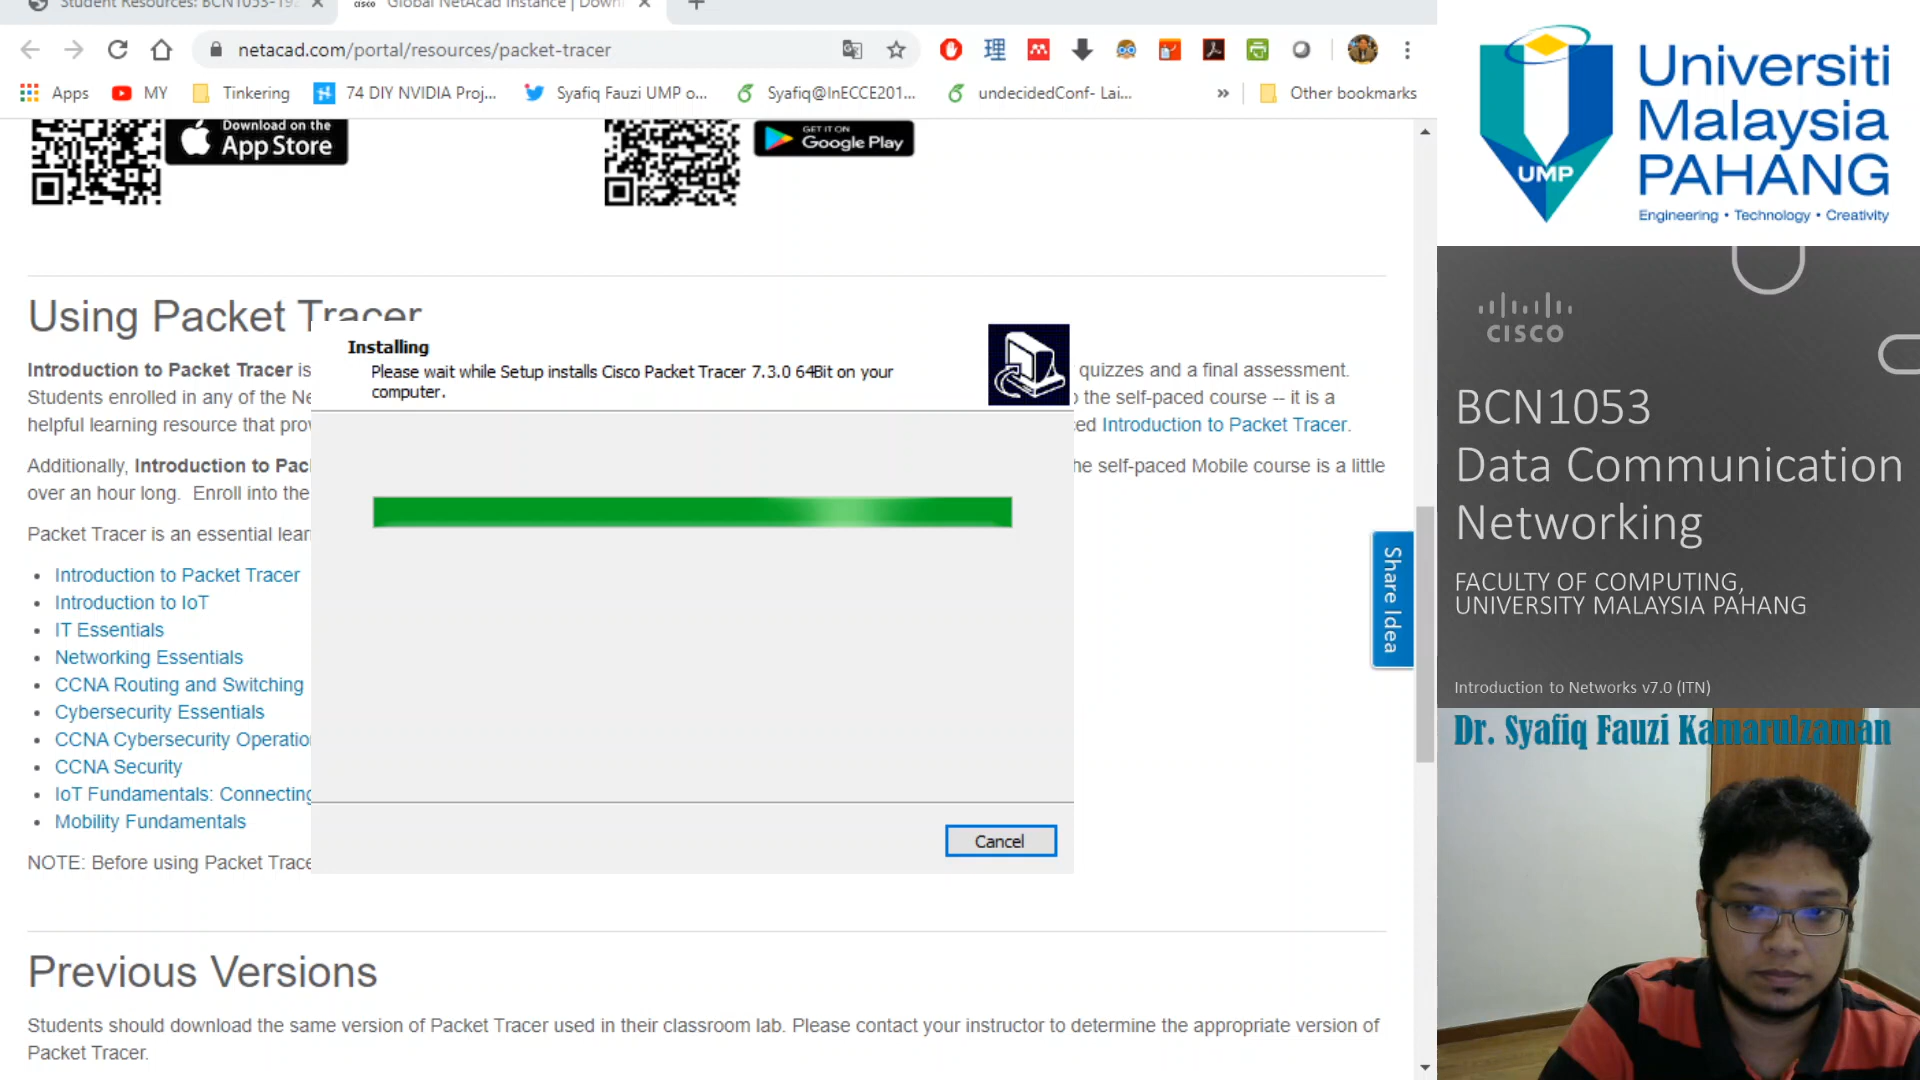 Student Resources: BCN1053-19
cisco Global NetAcad Instance | Down
netacad.com/portal/resources/packet-tracer
Apps
MY
Tinkering
74 DIY NVIDIA Proj...
Syafiq Fauzi UMP o...
Syafiq@InECCE201...
undecidedConf- Lai...
»
Other bookmarks
Download on the
App Store
GET IT ON
Google Play
Using Packet Tracer
Introduction to Packet Tracer is
quizzes and a final assessment.
Students enrolled in any of the Ne
the self-paced course -- it is a
helpful learning resource that pro
Introduction to Packet Tracer.
Additionally, Introduction to Pac
he self-paced Mobile course is a little
over an hour long. Enroll into the
Packet Tracer is an essential lear
• Introduction to Packet Tracer
• Introduction to IoT
• IT Essentials
• Networking Essentials
• CCNA Routing and Switching
• Cybersecurity Essentials
• CCNA Cybersecurity Operatio
• CCNA Security
• IoT Fundamentals: Connecting
• Mobility Fundamentals
NOTE: Before using Packet Trace
Installing
Please wait while Setup installs Cisco Packet Tracer 7.3.0 64Bit on your
computer.
Cancel
Share Idea
Previous Versions
Students should download the same version of Packet Tracer used in their classroom lab. Please contact your instructor to determine the appropriate version of
Packet Tracer.
UMP
Universiti
Malaysia
PAHANG
Engineering • Technology • Creativity
CISCO
BCN1053
Data Communication
Networking
FACULTY OF COMPUTING,
UNIVERSITY MALAYSIA PAHANG
Introduction to Networks v7.0 (ITN)
Dr. Syafiq Fauzi Kamarulzaman